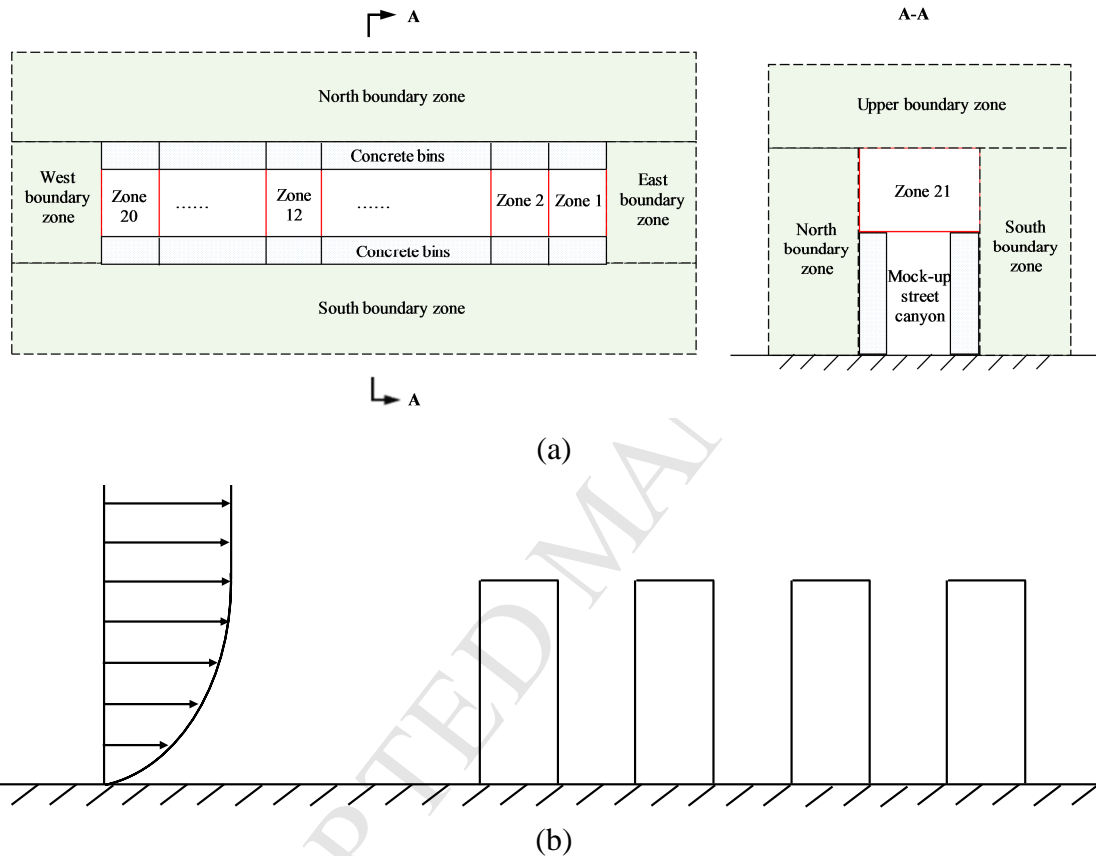 A
A-A
North boundary zone
Upper boundary zone
Concrete bins
West
boundary
zone
Zone
20
......
Zone
12
......
Zone 2
Zone 1
East
boundary
zone
Concrete bins
South boundary zone
Zone 21
North
boundary
zone
South
boundary
zone
Mock-up
street
canyon
A
(a)
PTED MAN
(b)